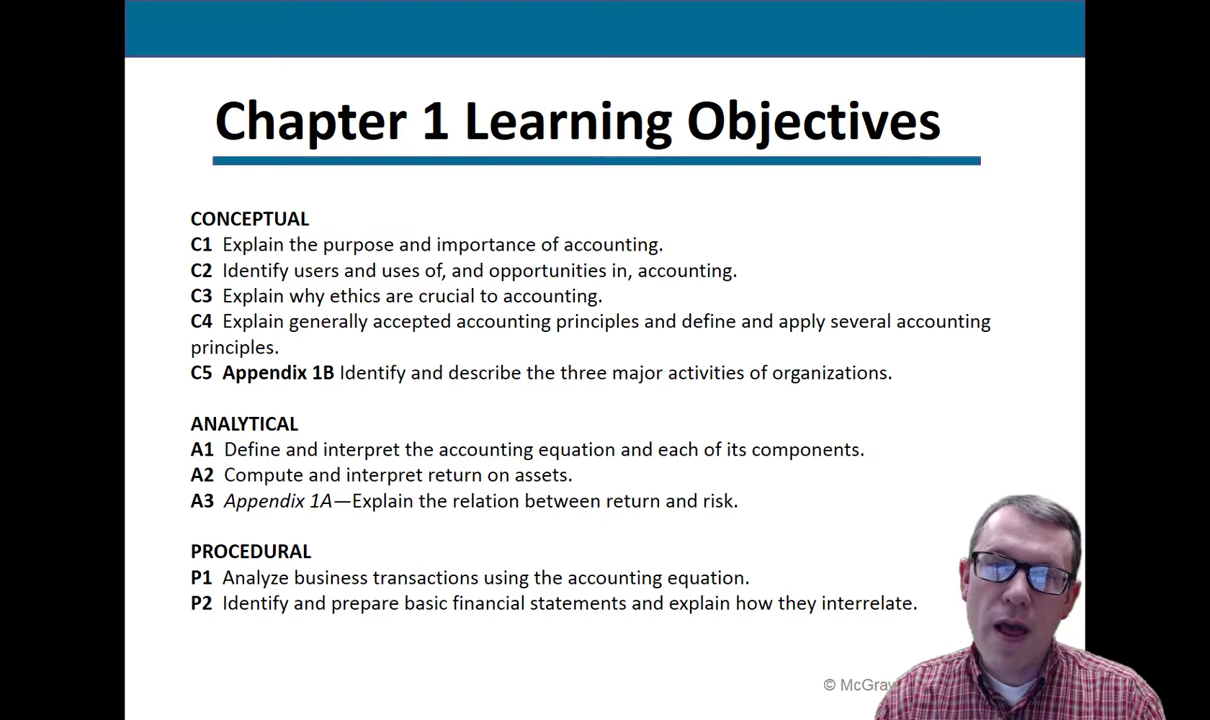 Chapter 1 Learning Objectives
CONCEPTUAL
C1 Explain the purpose and importance of accounting.
C2 Identify users and uses of, and opportunities in, accounting.
C3 Explain why ethics are crucial to accounting.
C4 Explain generally accepted accounting principles and define and apply several accounting
principles.
C5 Appendix 1B Identify and describe the three major activities of organizations.
ANALYTICAL
A1 Define and interpret the accounting equation and each of its components.
A2 Compute and interpret return on assets.
A3 Appendix 1A—Explain the relation between return and risk.
PROCEDURAL
P1 Analyze business transactions using the accounting equation.
P2 Identify and prepare basic financial statements and explain how they interrelate.
©